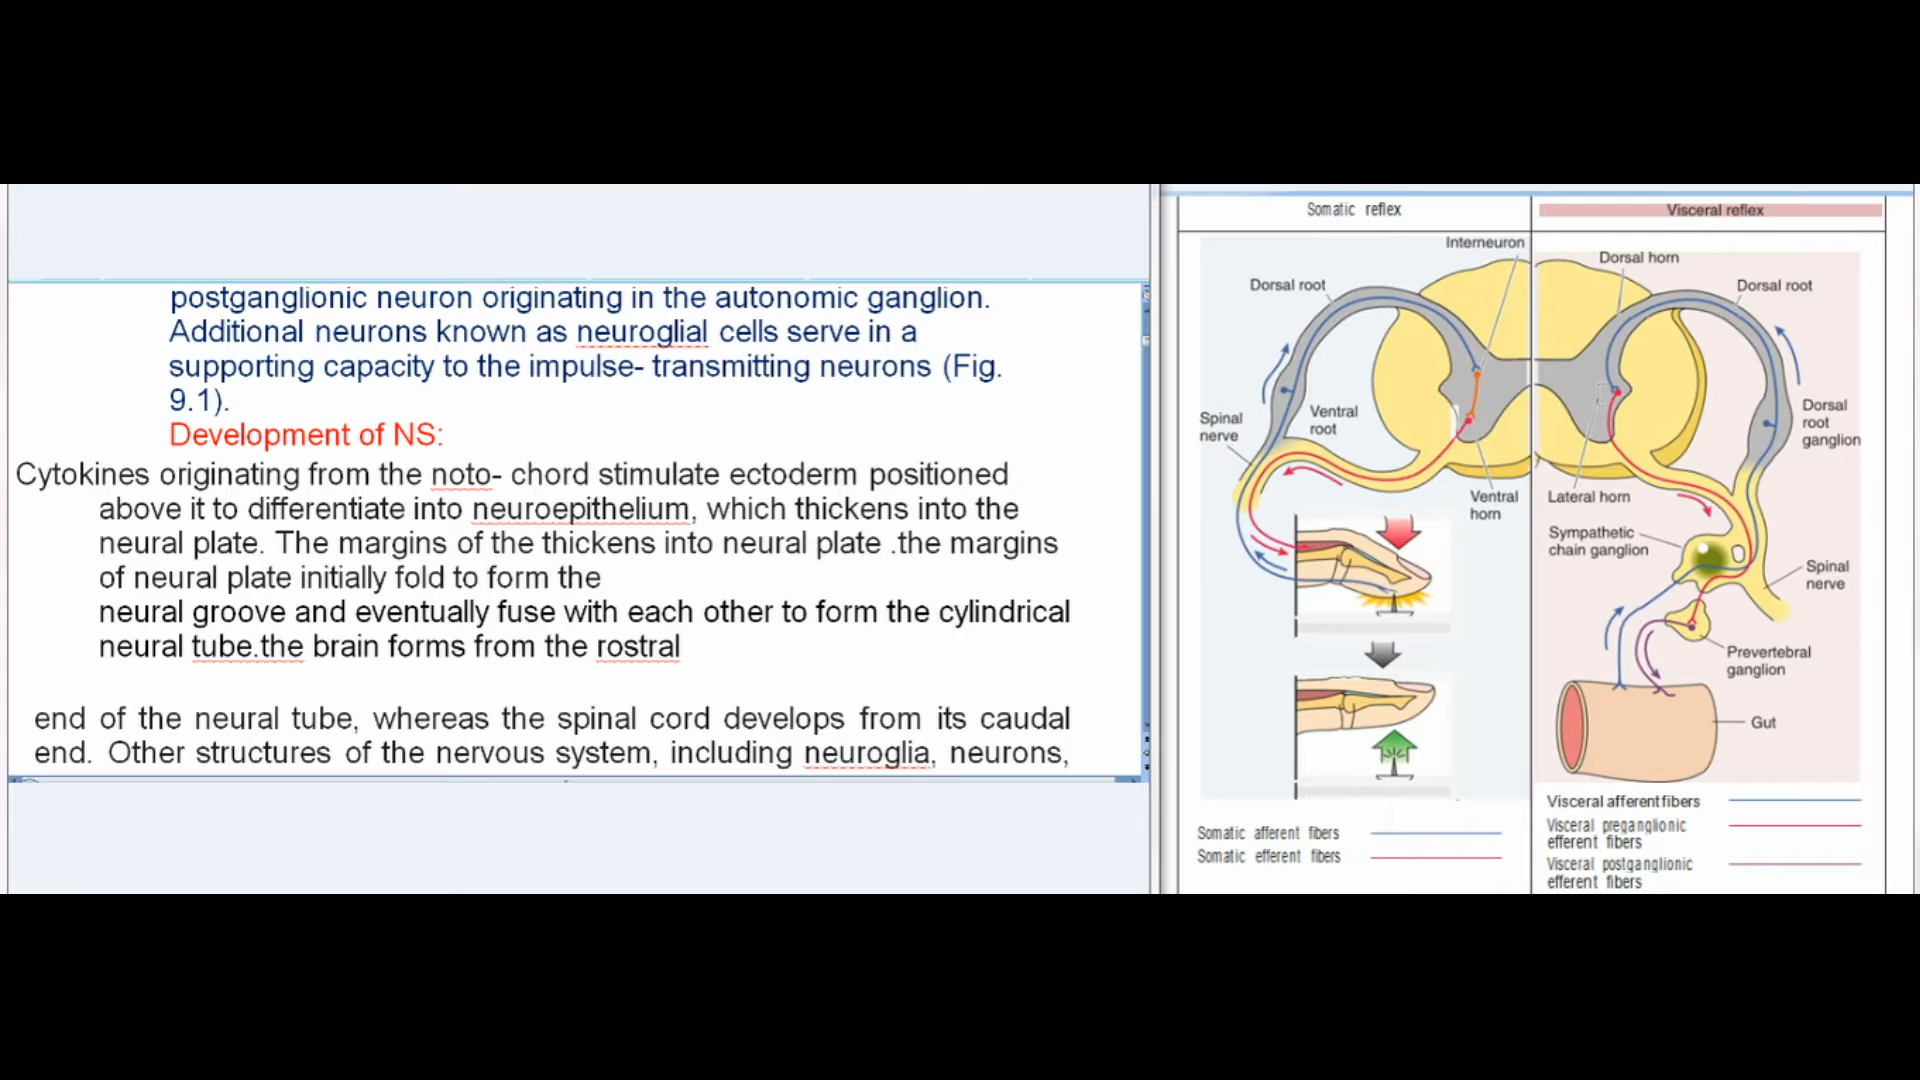 postganglionic neuron originating in the autonomic ganglion.
Additional neurons known as neuroglial cells serve in a
supporting capacity to the impulse- transmitting neurons (Fig.
9.1).
Development of NS:
Cytokines originating from the noto- chord stimulate ectoderm positioned
above it to differentiate into neuroepithelium, which thickens into the
neural plate. The margins of the thickens into neural plate .the margins
of neural plate initially fold to form the
neural groove and eventually fuse with each other to form the cylindrical
neural tube.the brain forms from the rostral
end of the neural tube, whereas the spinal cord develops from its caudal
end. Other structures of the nervous system, including neuroglia, neurons,
Somatic reflex
Interneuron
Dorsal root
Spinal
nerve
Ventral
root
Ventral
horn
Somatic afferent fibers
Somatic efferent fibers
Visceral reflex
Dorsal horn
Dorsal root
Dorsal
root
ganglion
Lateral horn
Sympathetic
chain ganglion
Spinal
nerve
Prevertebral
ganglion
Gut
Visceral afferent fibers
Visceral preganglionic
efferent fibers
Visceral postganglionic
efferent fibers